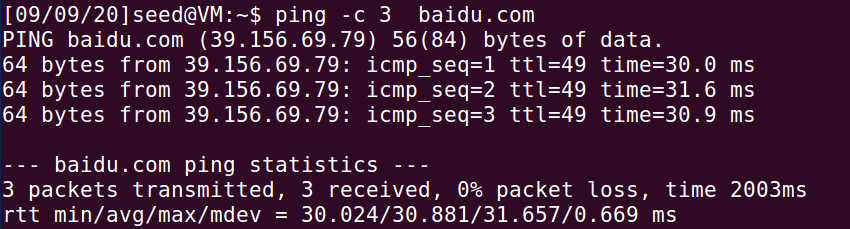 [09/09/20]seed@VM:~$ ping -c 3  baidu.com
PING baidu.com (39.156.69.79) 56(84) bytes of data.
64 bytes from 39.156.69.79: icmp_seq=1 ttl=49 time=30.0 ms
64 bytes from 39.156.69.79: icmp_seq=2 ttl=49 time=31.6 ms
64 bytes from 39.156.69.79: icmp_seq=3 ttl=49 time=30.9 ms

--- baidu.com ping statistics ---
3 packets transmitted, 3 received, 0% packet loss, time 2003ms
rtt min/avg/max/mdev = 30.024/30.881/31.657/0.669 ms